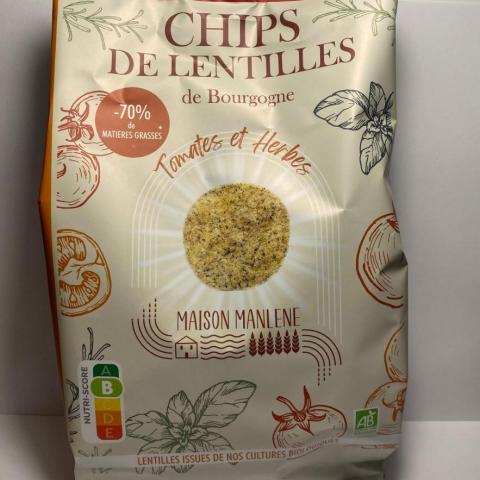 CHIPS
DE LENTILLES
de Bourgogne
-70%
de
MATIERES GRASSES
Tomates et Herbes
MAISON MANLENE
NUTRI-SCORE
A
B
C
D
E
AB
LENTILLES ISSUES DE NOS CULTURES BIOLOGIQUES